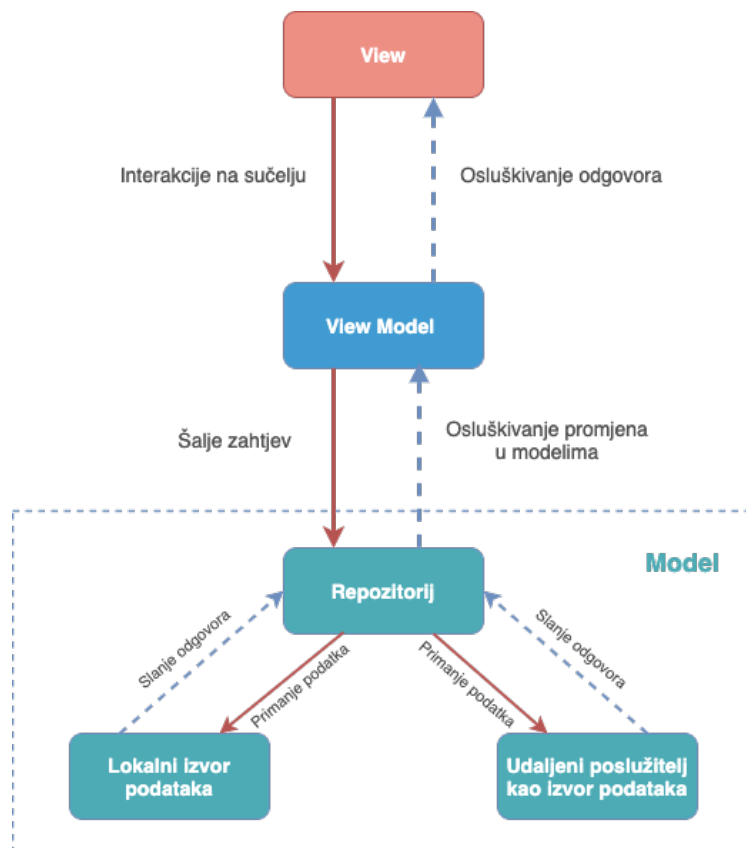 View
Interakcije na sučelju
Osluškivanje odgovora
View Model
Šalje zahtjev
Osluškivanje promjena
u modelima
Model
Repozitorij
Slanje odgovora
Primanje podatka
Primanje podatka
Slanje odgovora
Lokalni izvor
podataka
Udaljeni poslužitelj
kao izvor podataka